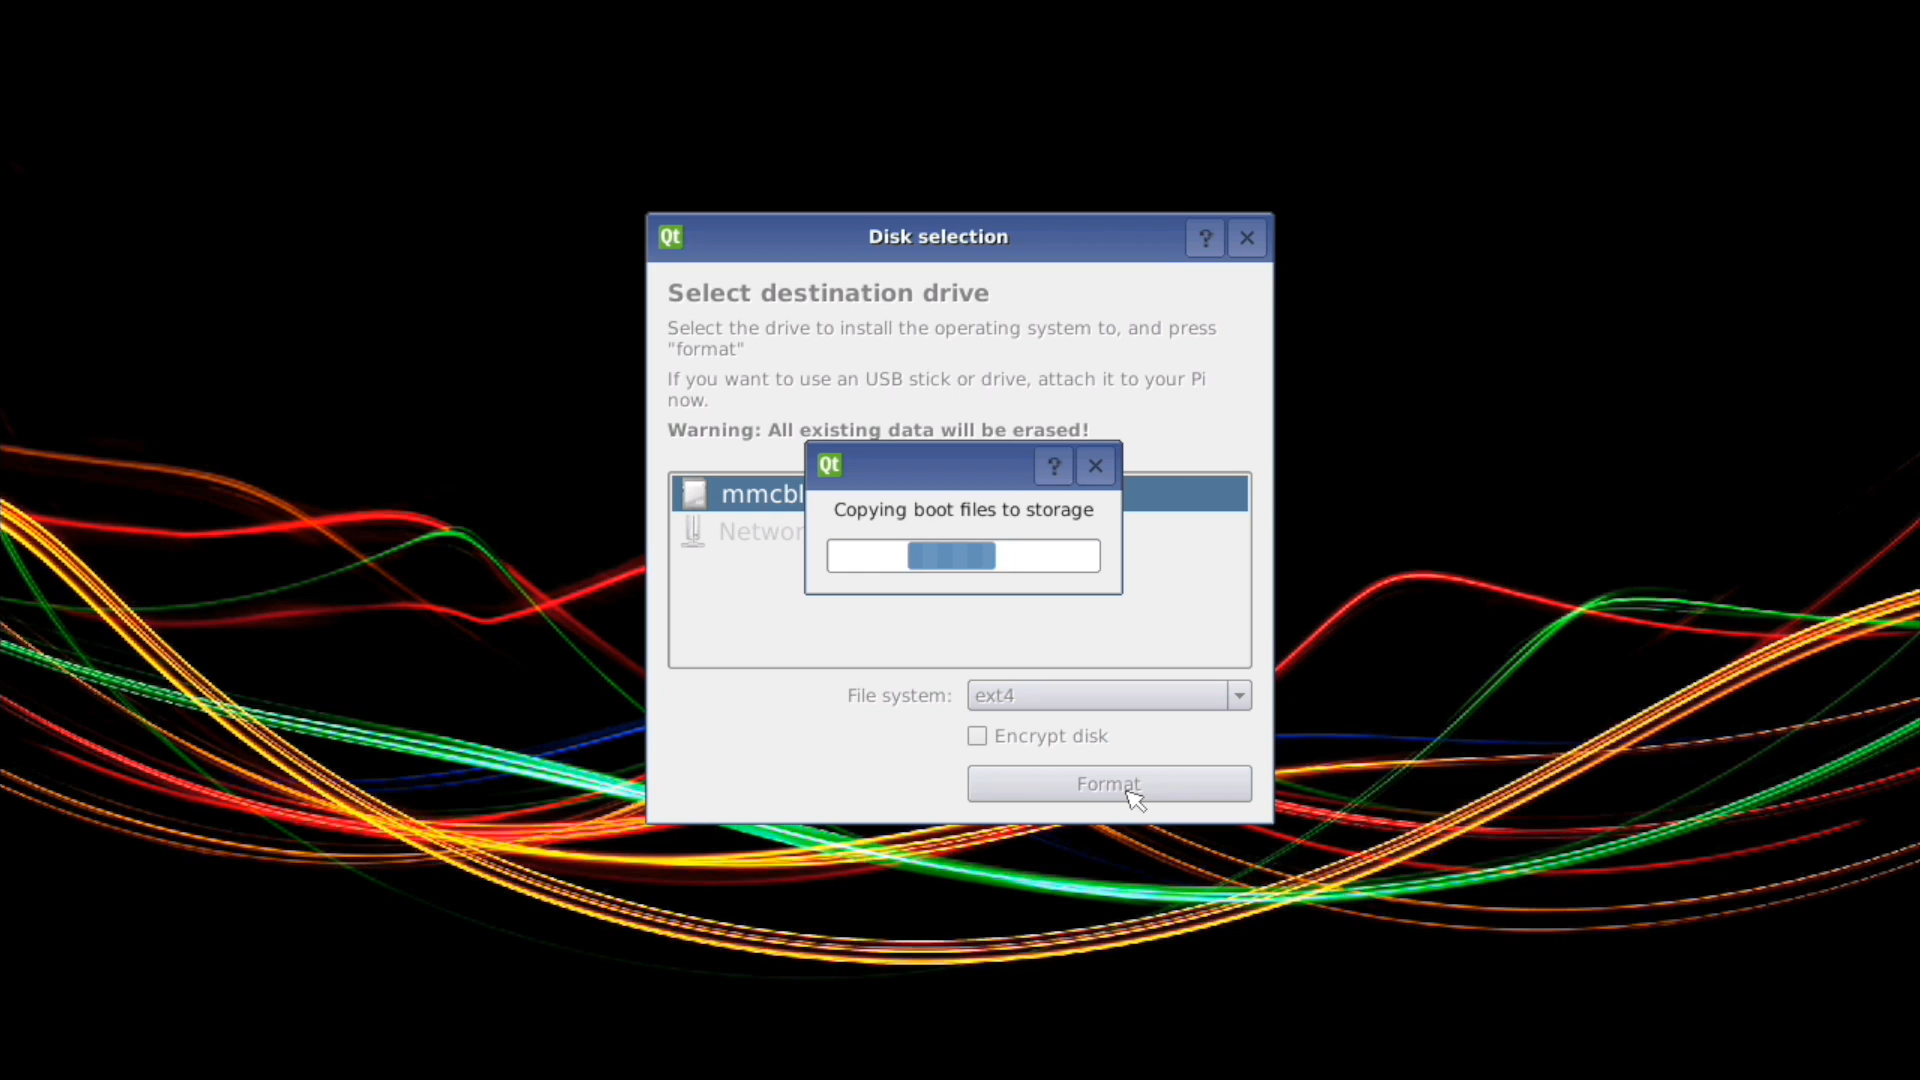 Qt Disk selection ?
Select destination drive
Select the drive to install the operating system to, and press
"format"
If you want to use an USB stick or drive, attach it to your Pi
now.
Warning: All existing data will be erased!
Qt ?
mmcbl
Networ
Copying boot files to storage
File system: ext4
Encrypt disk
Format